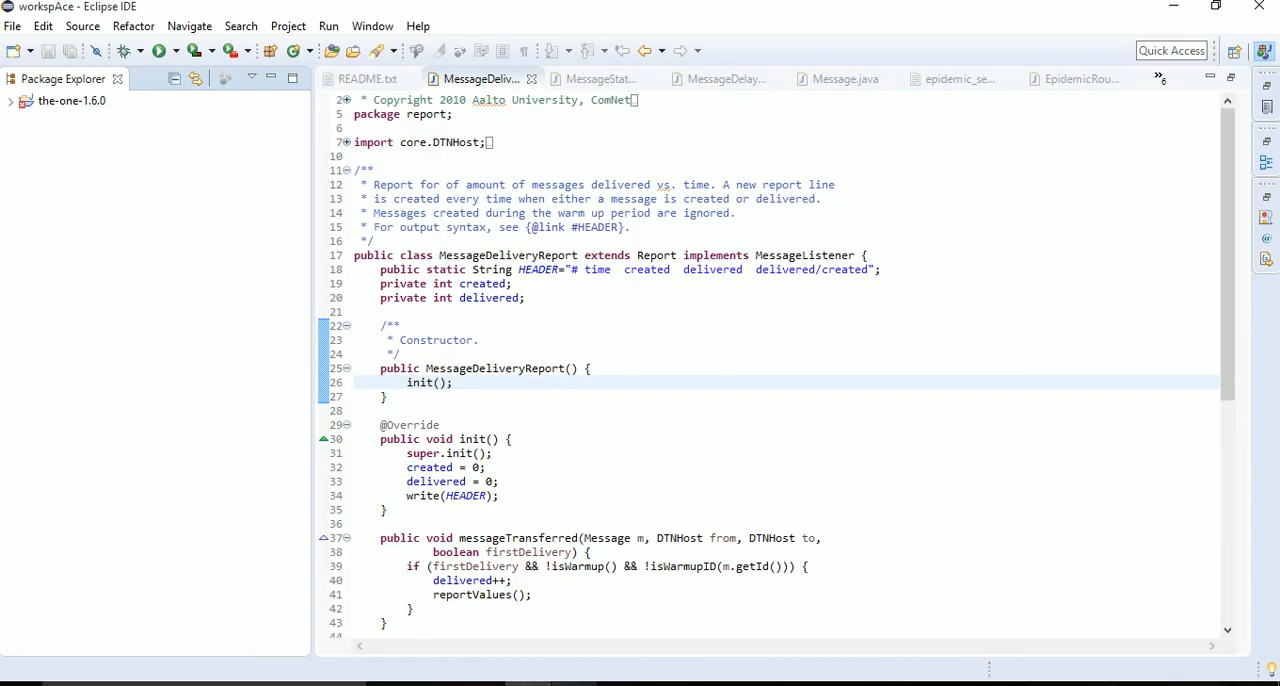 workspAce - Eclipse IDE
File Edit Source Refactor Navigate Search Project Run Window Help
Quick Access
Package Explorer
README.txt MessageDeliv... MessageStat... MessageDelay... Message.java epidemic_se... EpidemicRou... »6
the-one-1.6.0
2 * Copyright 2010 Aalto University, ComNet
5 package report;
6
7 import core.DTNHost;
10
11 /**
12 * Report for of amount of messages delivered vs. time. A new report line
13 * is created every time when either a message is created or delivered.
14 * Messages created during the warm up period are ignored.
15 * For output syntax, see {@link #HEADER}.
16 */
17 public class MessageDeliveryReport extends Report implements MessageListener {
18 public static String HEADER="# time created delivered delivered/created";
19 private int created;
20 private int delivered;
21
22 /**
23 * Constructor.
24 */
25 public MessageDeliveryReport() {
26 init();
27 }
28
29 @Override
30 public void init() {
31 super.init();
32 created = 0;
33 delivered = 0;
34 write(HEADER);
35 }
36
37 public void messageTransferred(Message m, DTNHost from, DTNHost to,
38 boolean firstDelivery) {
39 if (firstDelivery && !isWarmup() && !isWarmupID(m.getId())) {
40 delivered++;
41 reportValues();
42 }
43 }
44